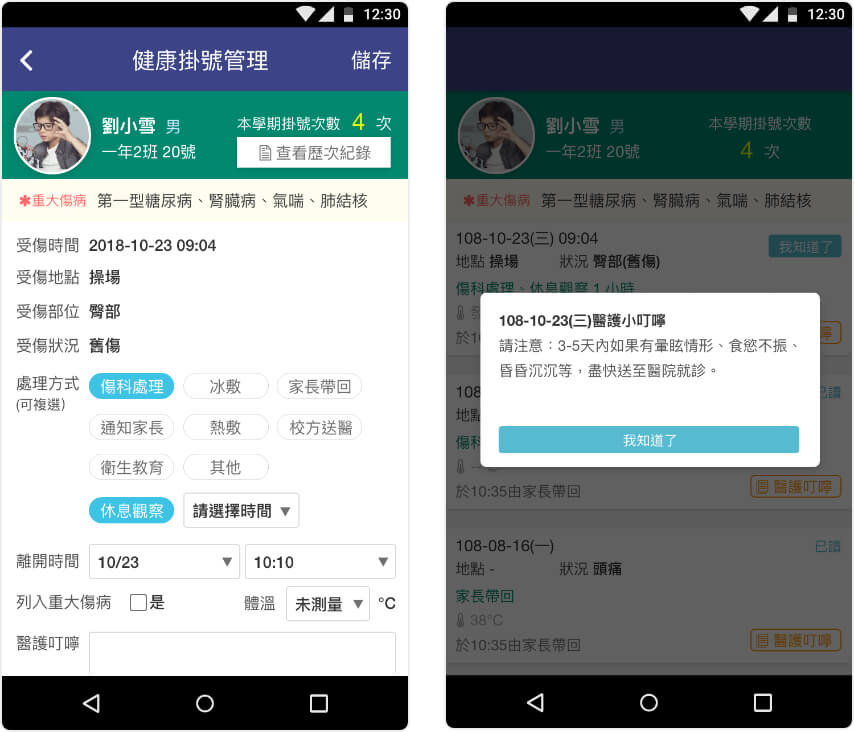 12:30
健康掛號管理
儲存
劉小雪 男
一年2班 20號
本學期掛號次數 4 次
查看歷次紀錄
✱重大傷病 第一型糖尿病、腎臟病、氣喘、肺結核
受傷時間 2018-10-23 09:04
受傷地點 操場
受傷部位 臀部
受傷狀況 舊傷
處理方式 傷科處理 冰敷 家長帶回
(可複選)
通知家長 熱敷 校方送醫
衛生教育 其他
休息觀察 請選擇時間 ▼
離開時間 10/23 ▼ 10:10 ▼
列入重大傷病 是 體溫 未測量 ▼ °C
醫護叮嚀
12:30
劉小雪 男
一年2班 20號
本學期掛號次數
4 次
✱重大傷病 第一型糖尿病、腎臟病、氣喘、肺結核
108-10-23(三) 09:04
我知道了
地點 操場 狀況 臀部(舊傷)
傷科處理、休息觀察 1 小時
108-10-23(三)醫護小叮嚀
請注意：3-5天內如果有暈眩情形、食慾不振、
昏昏沉沉等，盡快送至醫院就診。
我知道了
於10:35由家長帶回
醫護叮嚀
108-08-16(一)
已讀
地點 - 狀況 頭痛
家長帶回
38°C
於10:35由家長帶回
醫護叮嚀